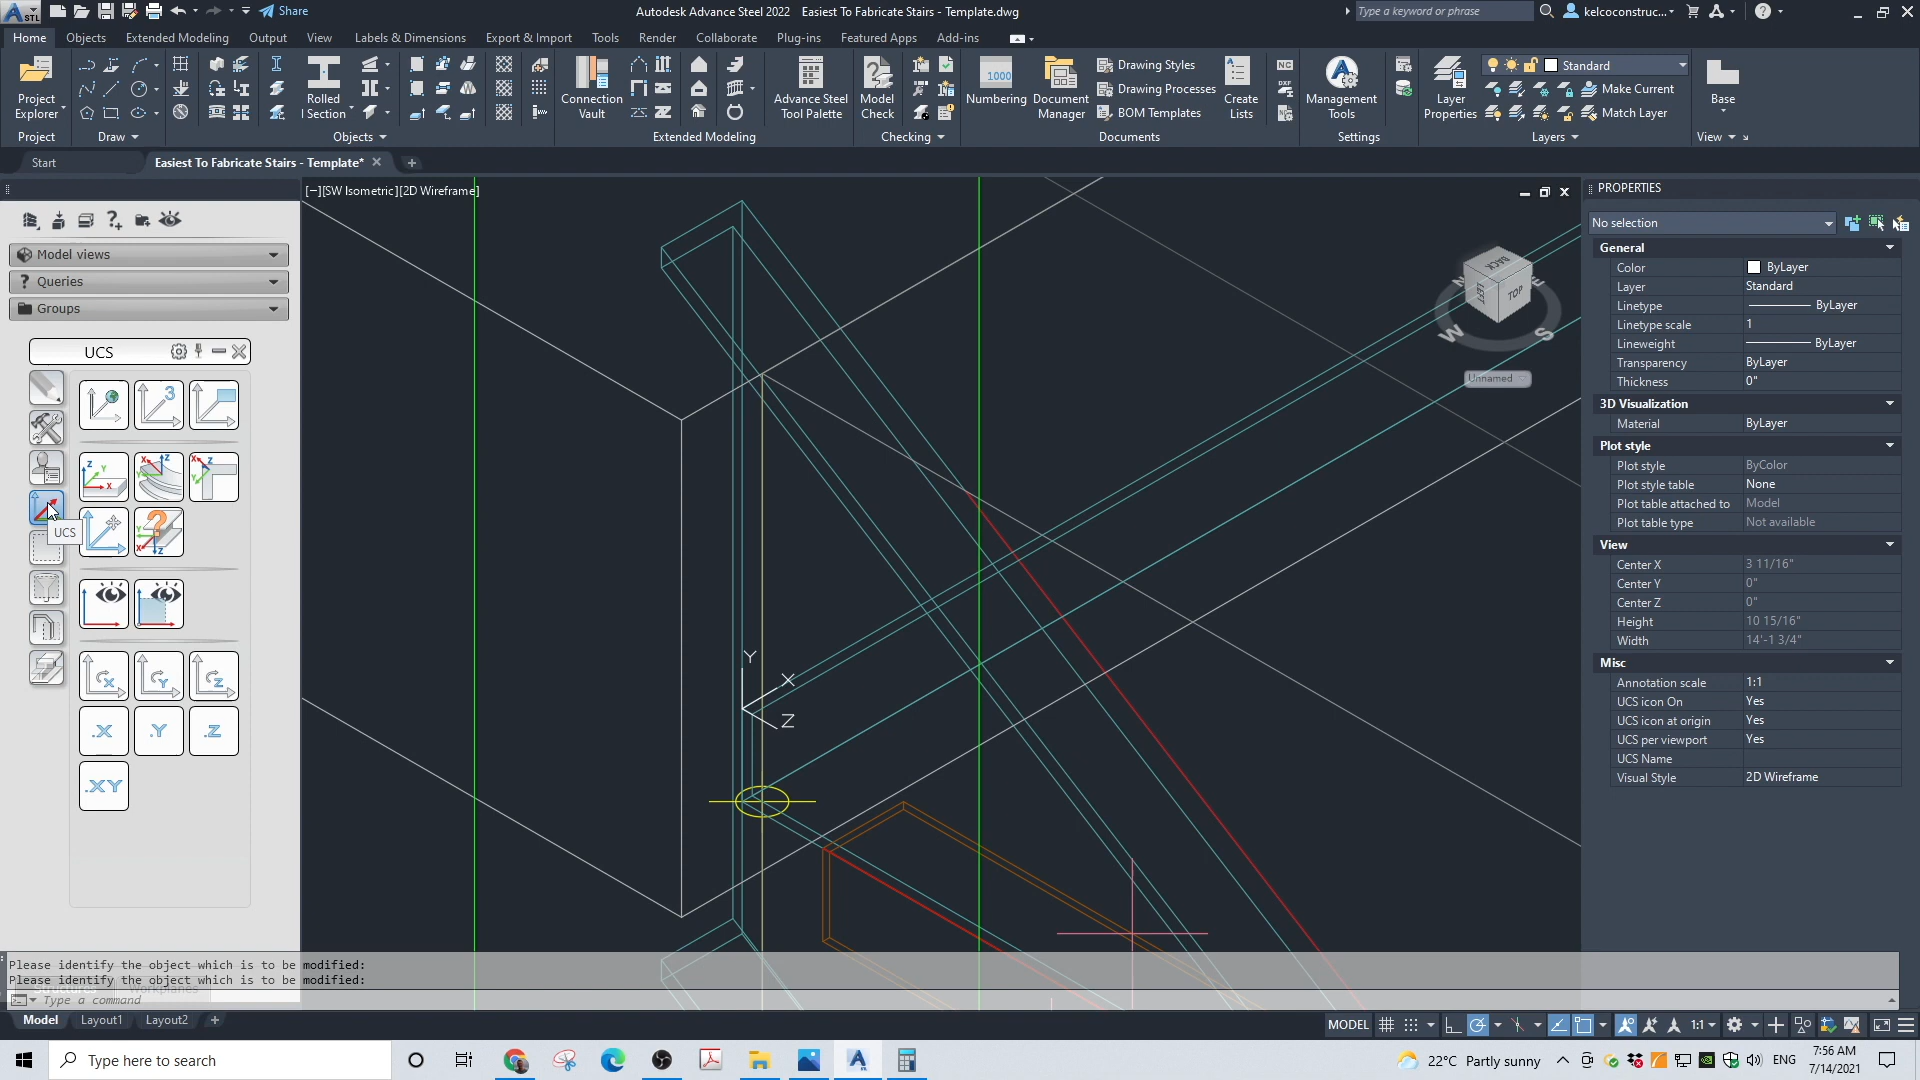 STL
Share
Autodesk Advance Steel 2022 Easiest To Fabricate Stairs - Template.dwg
Type a keyword or phrase
kelcoconstruc...
Home
Objects
Extended Modeling
Output
View
Labels & Dimensions
Export & Import
Tools
Render
Collaborate
Plug-ins
Featured Apps
Add-ins
Project
Explorer
Project
Draw
Rolled
I Section
Objects
Connection
Vault
Extended Modeling
Advance Steel
Tool Palette
Model
Check
Checking
1000
Numbering
Document
Manager
Drawing Styles
Drawing Processes
BOM Templates
Create
Lists
Documents
NC
DXF
Management
Tools
Settings
Layer
Properties
Standard
Make Current
Match Layer
Layers
Base
View
Start
Easiest To Fabricate Stairs - Template*
[−][SW Isometric][2D Wireframe]
Model views
Queries
Groups
UCS
3
UCS
.X
.Y
.Z
.XY
Y
X
Z
BACK
LEFT
TOP
N
E
W
S
Unnamed
PROPERTIES
No selection
General
Color ByLayer
Layer Standard
Linetype ByLayer
Linetype scale 1
Lineweight ByLayer
Transparency ByLayer
Thickness 0"
3D Visualization
Material ByLayer
Plot style
Plot style ByColor
Plot style table None
Plot table attached to Model
Plot table type Not available
View
Center X 3 11/16"
Center Y 0"
Center Z 0"
Height 10 15/16"
Width 14'-1 3/4"
Misc
Annotation scale 1:1
UCS icon On Yes
UCS icon at origin Yes
UCS per viewport Yes
UCS Name
Visual Style 2D Wireframe
Please identify the object which is to be modified:
Please identify the object which is to be modified:
Structures Workplanes
Type a command
Model
Layout1
Layout2
MODEL
1:1
Type here to search
22°C Partly sunny
ENG
7:56 AM
7/14/2021